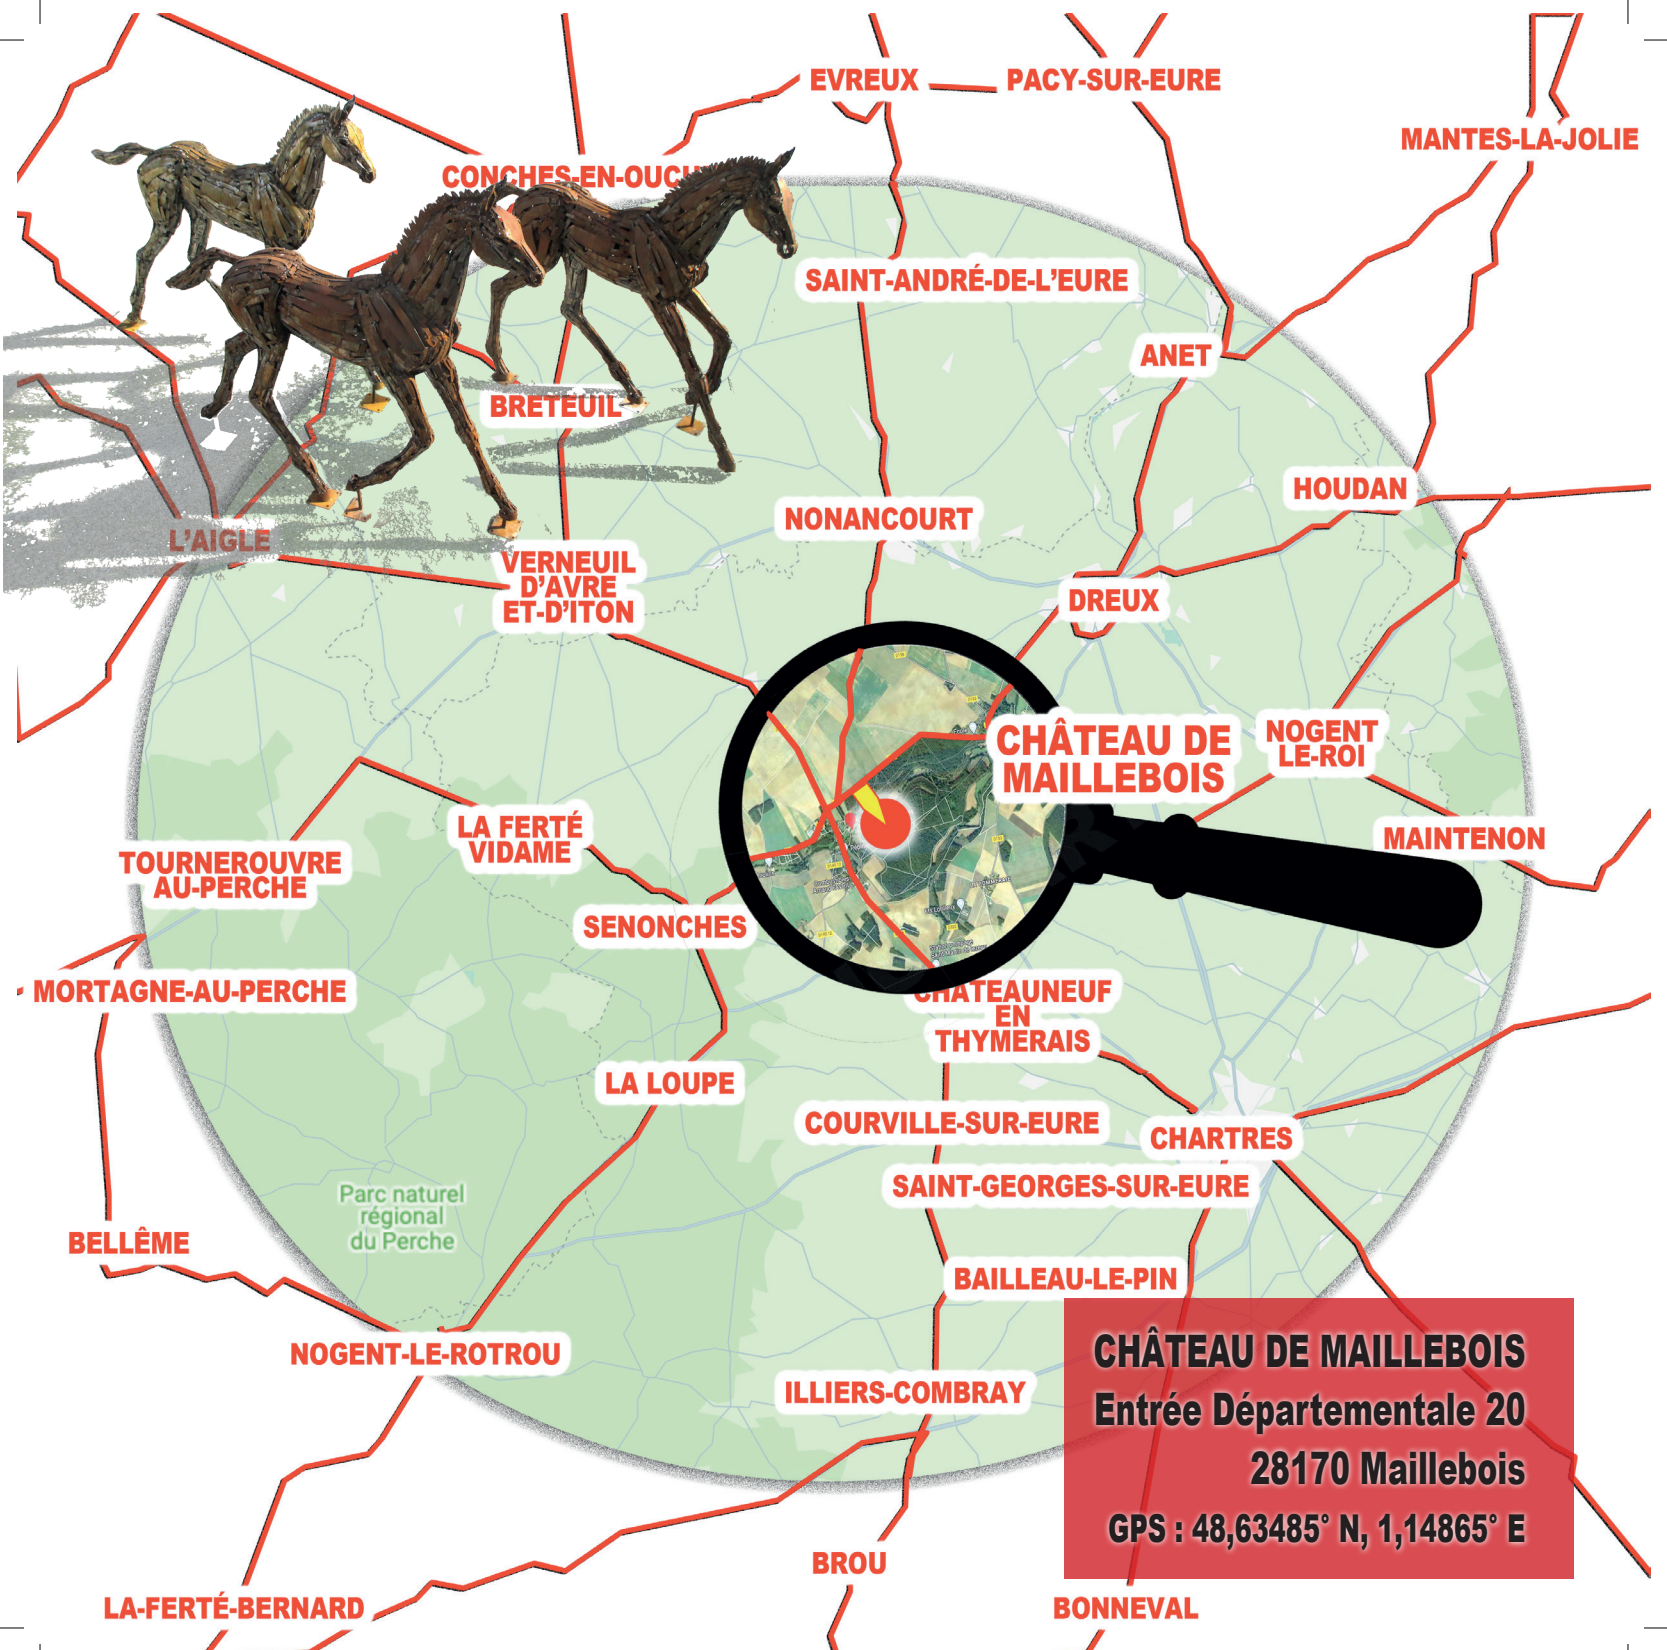 EVREUX
PACY-SUR-EURE
MANTES-LA-JOLIE
CONCHES-EN-OUCH
SAINT-ANDRÉ-DE-L'EURE
ANET
BRETEUIL
HOUDAN
NONANCOURT
L'AIGLE
VERNEUIL
D'AVRE
ET-D'ITON
DREUX
CHÂTEAU DE
MAILLEBOIS
NOGENT
LE-ROI
LA FERTÉ
VIDAME
MAINTENON
TOURNEROUVRE
AU-PERCHE
SENONCHES
MORTAGNE-AU-PERCHE
CHATEAUNEUF
EN
THYMERAIS
LA LOUPE
COURVILLE-SUR-EURE
CHARTRES
SAINT-GEORGES-SUR-EURE
Parc naturel
régional
du Perche
BELLÊME
BAILLEAU-LE-PIN
NOGENT-LE-ROTROU
ILLIERS-COMBRAY
CHÂTEAU DE MAILLEBOIS
Entrée Départementale 20
28170 Maillebois
GPS : 48,63485° N, 1,14865° E
BROU
LA-FERTÉ-BERNARD
BONNEVAL